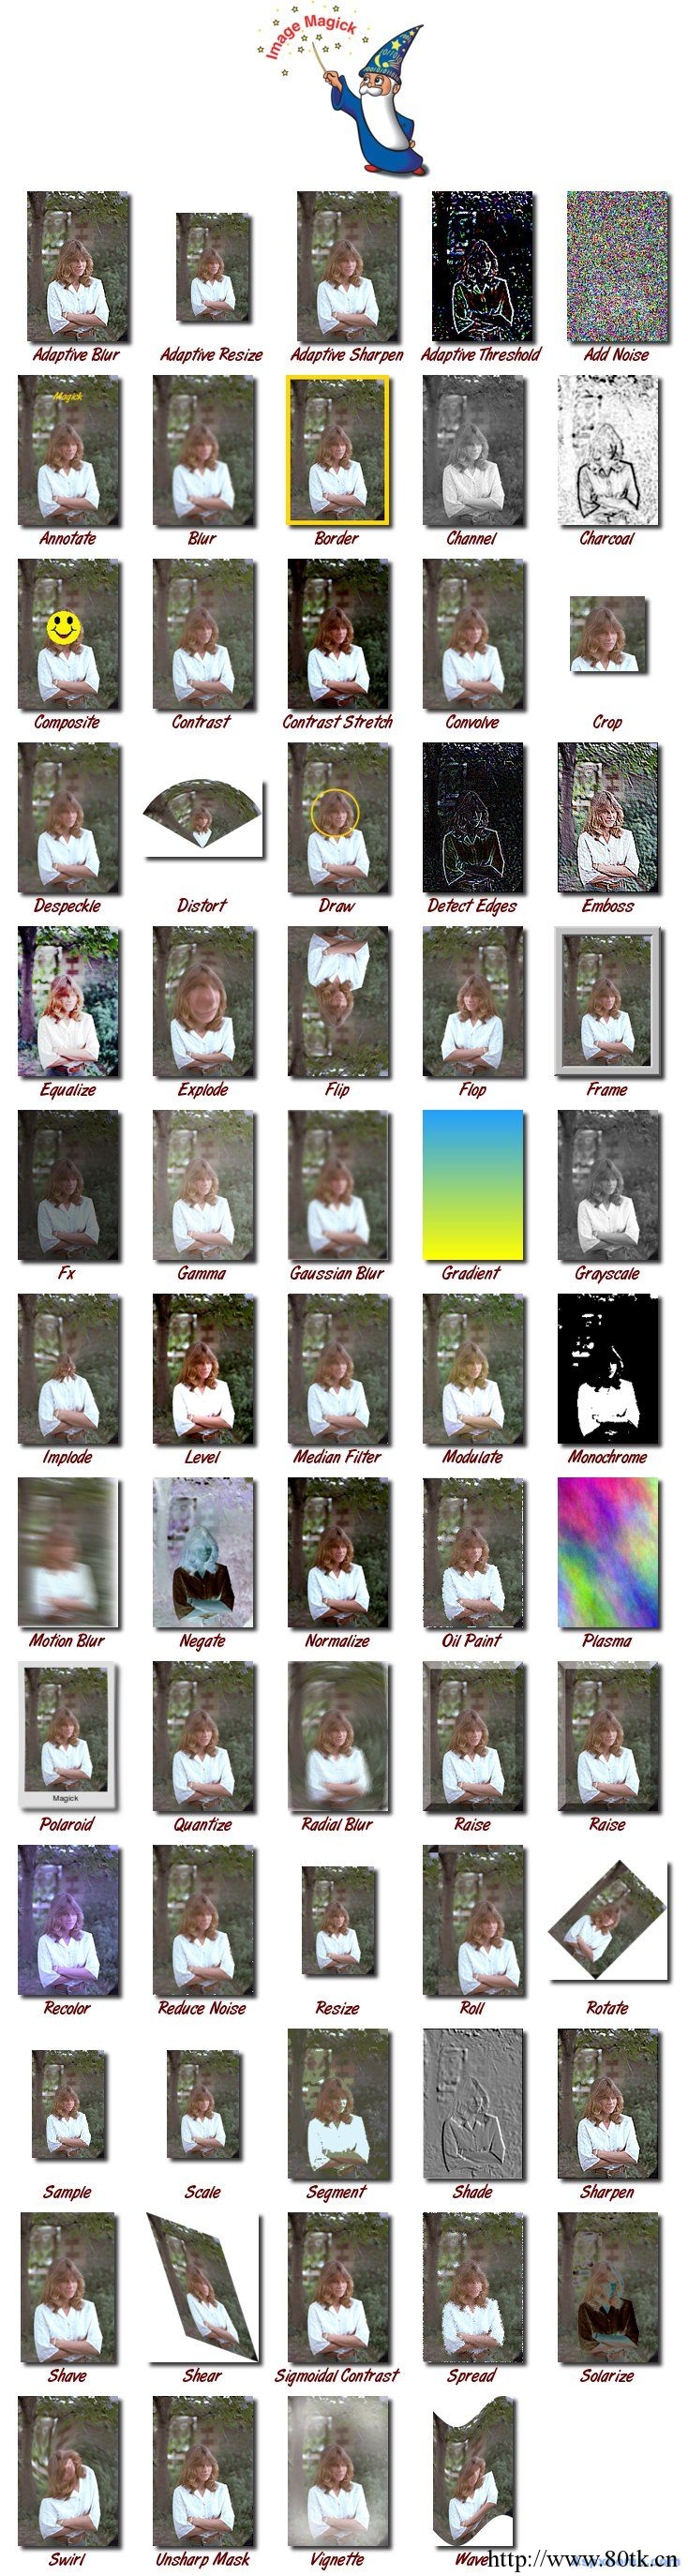 Image Magick
Adaptive Blur Adaptive Resize Adaptive Sharpen Adaptive Threshold Add Noise
Magick
Annotate Blur Border Channel Charcoal
Composite Contrast Contrast Stretch Convolve Crop
Despeckle Distort Draw Detect Edges Emboss
Equalize Explode Flip Flop Frame
Fx Gamma Gaussian Blur Gradient Grayscale
Implode Level Median Filter Modulate Monochrome
Motion Blur Negate Normalize Oil Paint Plasma
Magick
Polaroid Quantize Radial Blur Raise Raise
Recolor Reduce Noise Resize Roll Rotate
Sample Scale Segment Shade Sharpen
Shave Shear Sigmoidal Contrast Spread Solarize
Swirl Unsharp Mask Vignette Wave
http://www.80tk.cn